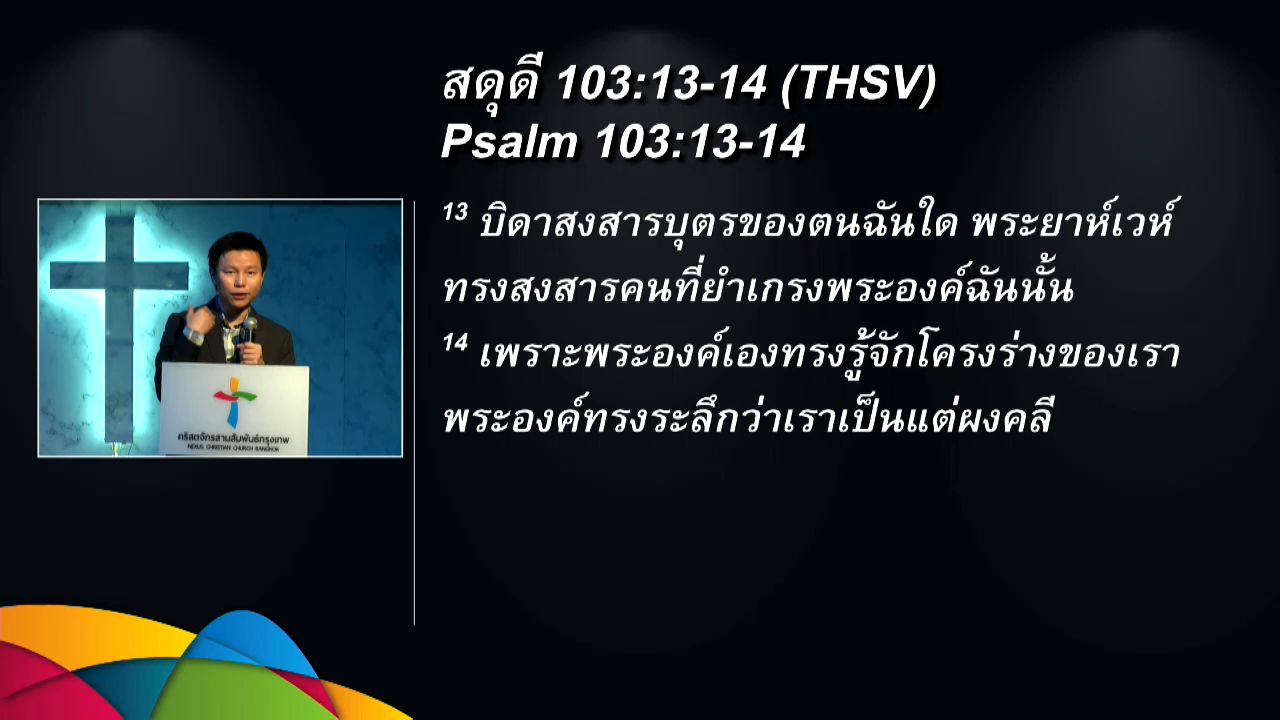 สดุดี 103:13-14 (THSV)
Psalm 103:13-14
13 บิดาสงสารบุตรของตนฉันใด พระยาห์เวห์
ทรงสงสารคนที่ยำเกรงพระองค์ฉันนั้น
14 เพราะพระองค์เองทรงรู้จักโครงร่างของเรา
พระองค์ทรงระลึกว่าเราเป็นแต่ผงคลี
คริสตจักรสานสัมพันธ์กรุงเทพ
NEXUS CHRISTIAN CHURCH BANGKOK